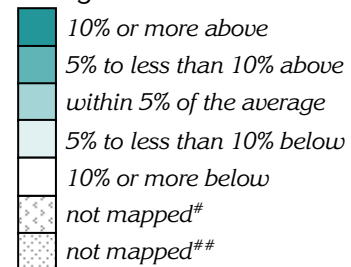 10% or more above
5% to less than 10% above
within 5% of the average
5% to less than 10% below
10% or more below
not mapped#
not mapped##